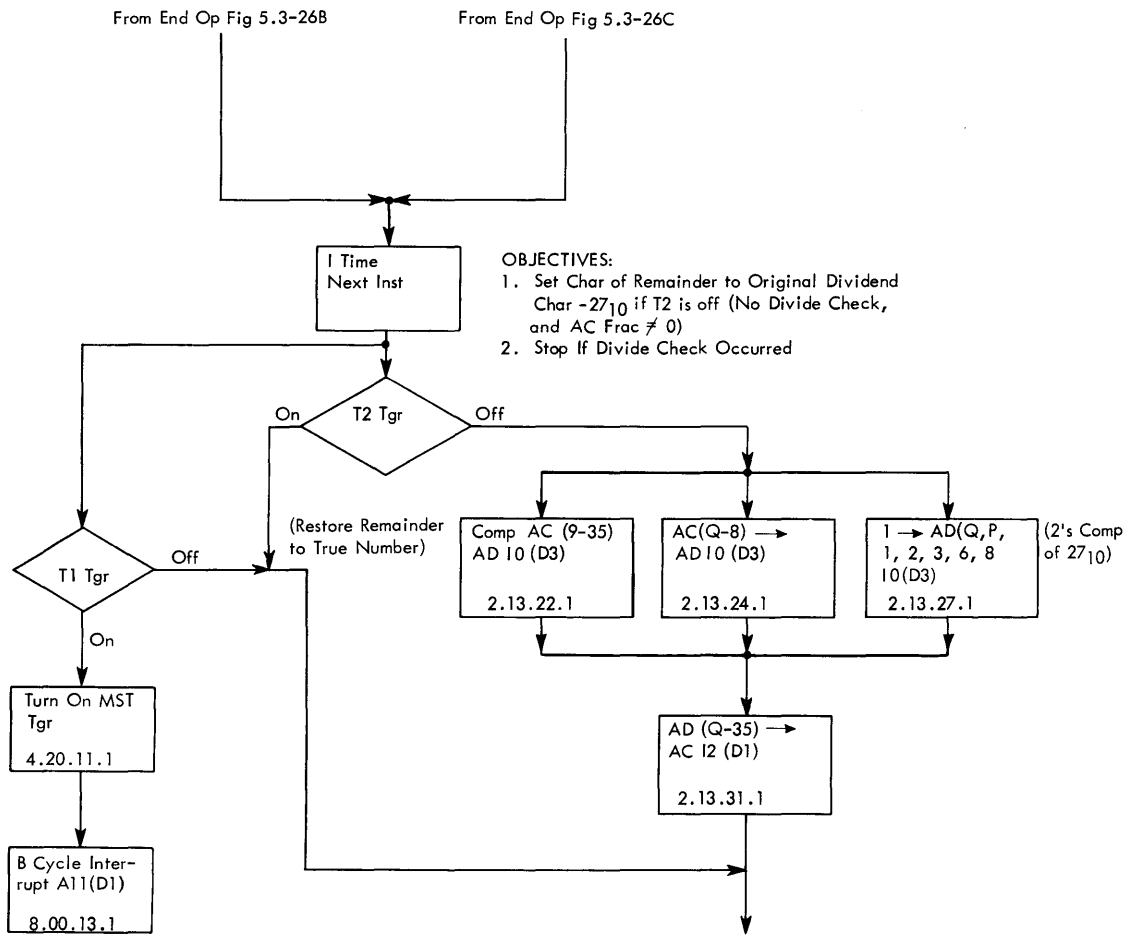 From End Op Fig 5.3-26B
From End Op Fig 5.3-26C
I Time
Next Inst
OBJECTIVES:
1. Set Char of Remainder to Original Dividend
Char -27₁₀ if T2 is off (No Divide Check,
and AC Frac ≠ 0)
2. Stop If Divide Check Occurred
On
T2 Tgr
Off
(Restore Remainder
to True Number)
Comp AC (9-35)
AD I0 (D3)
2.13.22.1
AC(Q-8) →
AD I0 (D3)
2.13.24.1
1 → AD(Q,P,
1, 2, 3, 6, 8
I0(D3)
2.13.27.1
(2's Comp
of 27₁₀)
T1 Tgr
Off
On
Turn On MST
Tgr
4.20.11.1
AD (Q-35) →
AC I2 (D1)
2.13.31.1
B Cycle Inter-
rupt A11(D1)
8.00.13.1